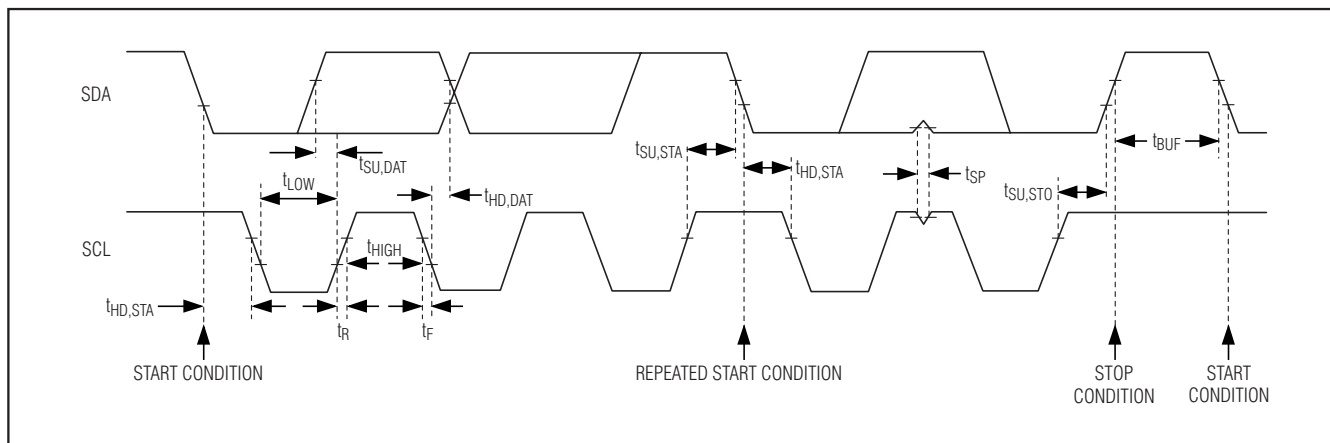 SDA
tSU,DAT
tLOW
tHD,DAT
tSU,STA
tHD,STA
tSP
tBUF
tSU,STO
SCL
tHIGH
tHD,STA
tR
tF
START CONDITION
REPEATED START CONDITION
STOP
CONDITION
START
CONDITION